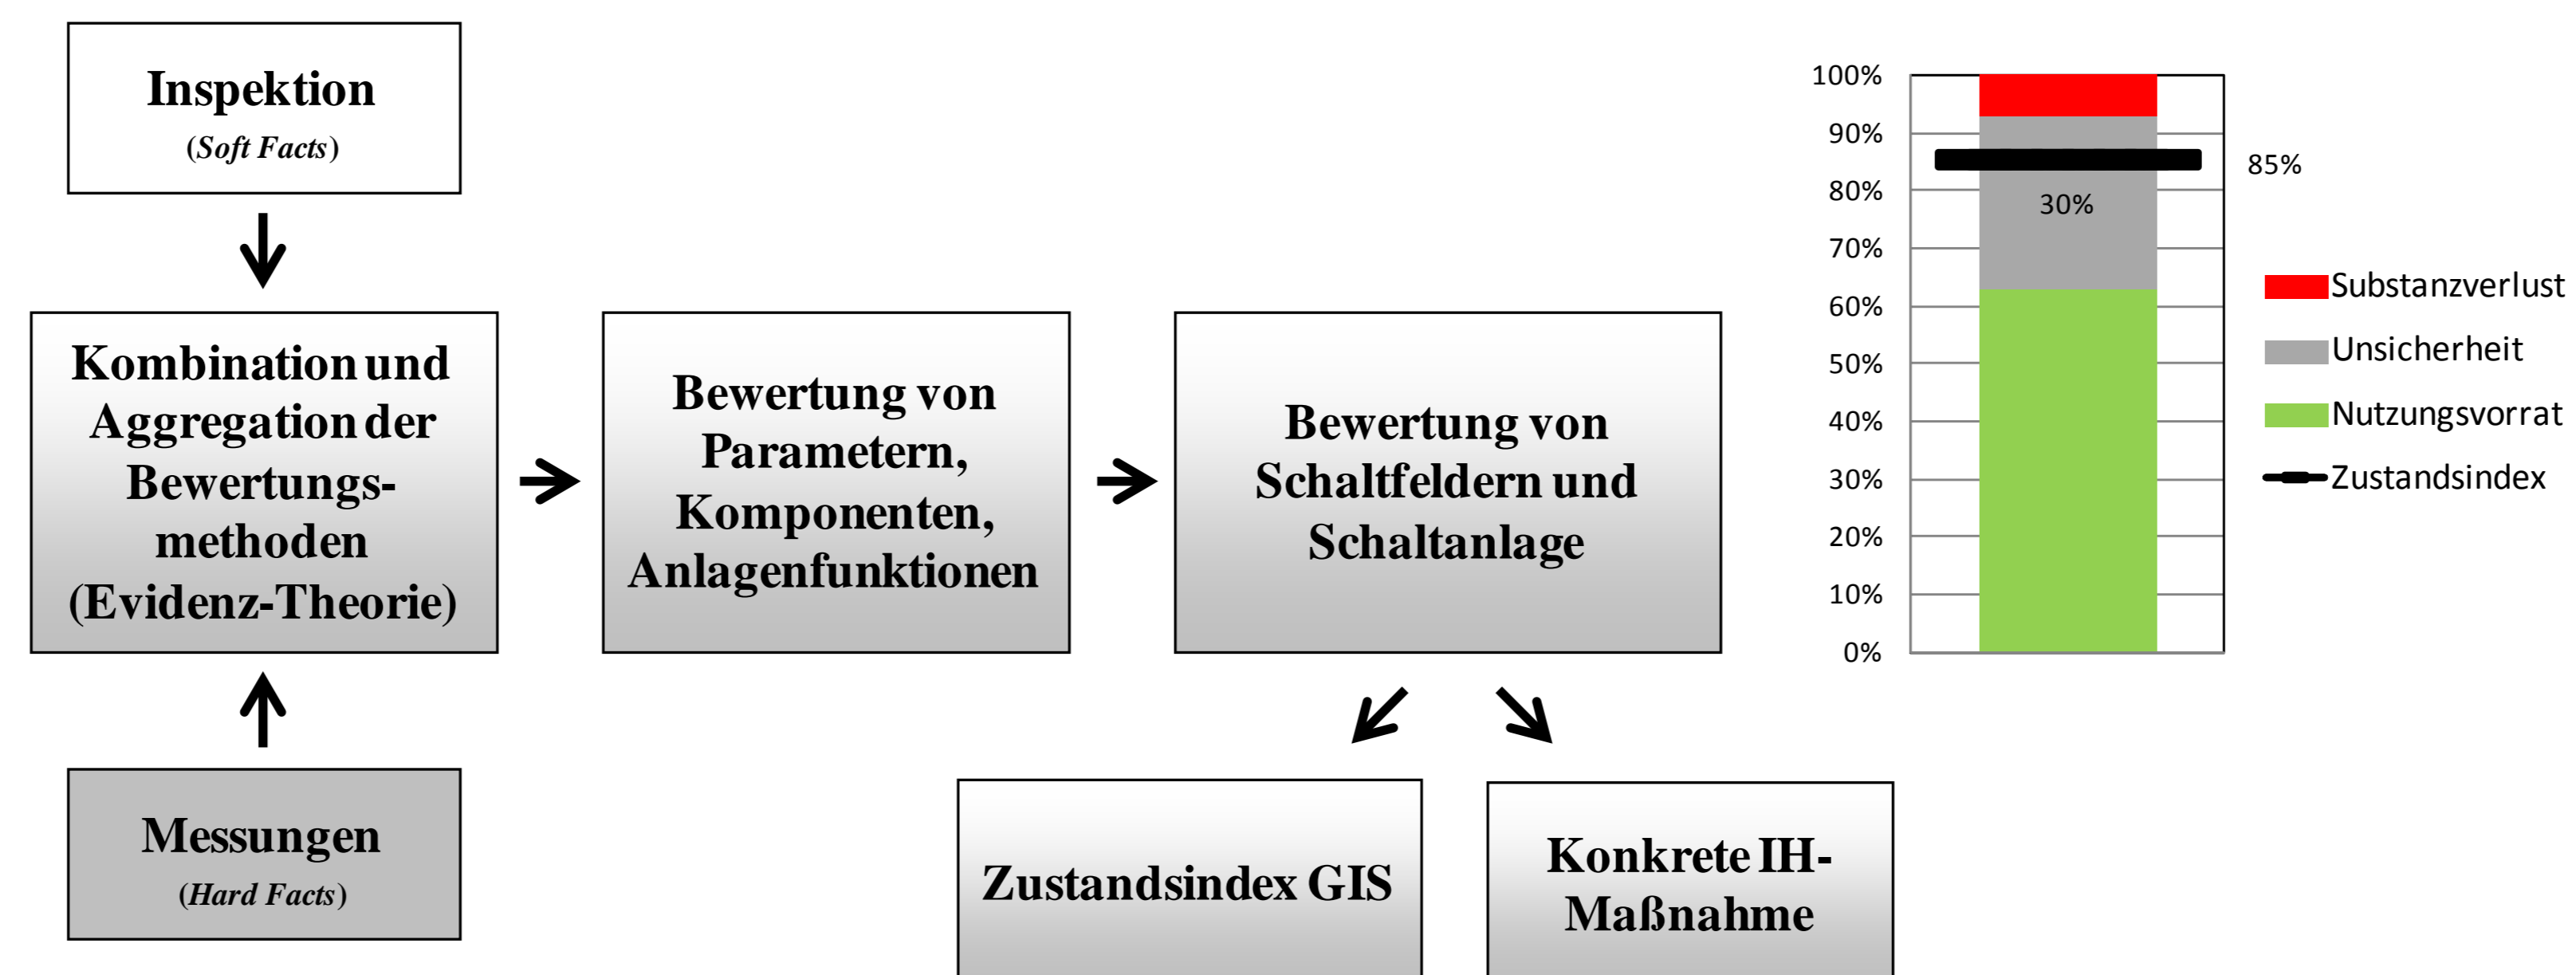 Inspektion
(Soft Facts)
Kombination und
Aggregation der
Bewertungs-
methoden
(Evidenz-Theorie)
Messungen
(Hard Facts)
Bewertung von
Parametern,
Komponenten,
Anlagenfunktionen
Bewertung von
Schaltfeldern und
Schaltanlage
Zustandsindex GIS
Konkrete IH-
Maßnahme
100%
90%
80%
70%
60%
50%
40%
30%
20%
10%
0%
30%
85%
Substanzverlust
Unsicherheit
Nutzungsvorrat
Zustandsindex